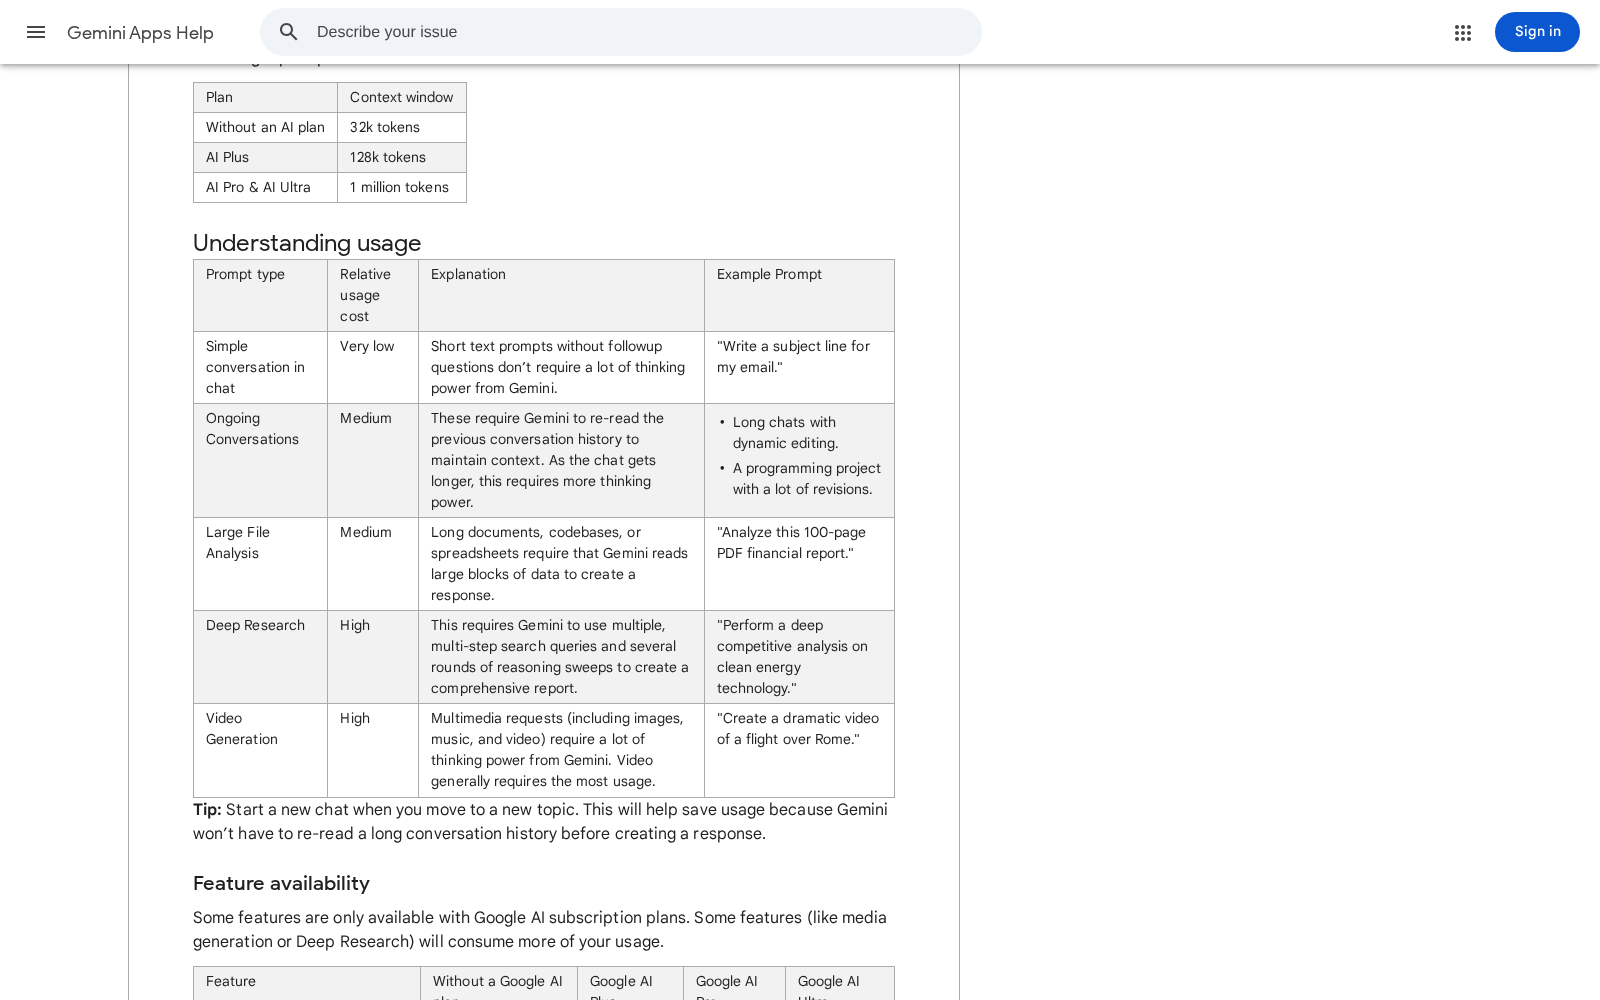 Gemini Apps Help
Describe your issue
Sign in
Plan
Context window
Without an AI plan
32k tokens
AI Plus
128k tokens
AI Pro & AI Ultra
1 million tokens
Understanding usage
Prompt type
Relative
usage
cost
Explanation
Example Prompt
Simple
conversation in
chat
Very low
Short text prompts without followup
questions don’t require a lot of thinking
power from Gemini.
"Write a subject line for
my email."
Ongoing
Conversations
Medium
These require Gemini to re-read the
previous conversation history to
maintain context. As the chat gets
longer, this requires more thinking
power.
• Long chats with
dynamic editing.
• A programming project
with a lot of revisions.
Large File
Analysis
Medium
Long documents, codebases, or
spreadsheets require that Gemini reads
large blocks of data to create a
response.
"Analyze this 100-page
PDF financial report."
Deep Research
High
This requires Gemini to use multiple,
multi-step search queries and several
rounds of reasoning sweeps to create a
comprehensive report.
"Perform a deep
competitive analysis on
clean energy
technology."
Video
Generation
High
Multimedia requests (including images,
music, and video) require a lot of
thinking power from Gemini. Video
generally requires the most usage.
"Create a dramatic video
of a flight over Rome."
Tip: Start a new chat when you move to a new topic. This will help save usage because Gemini
won’t have to re-read a long conversation history before creating a response.
Feature availability
Some features are only available with Google AI subscription plans. Some features (like media
generation or Deep Research) will consume more of your usage.
Feature
Without a Google AI
Google AI
Google AI
Google AI